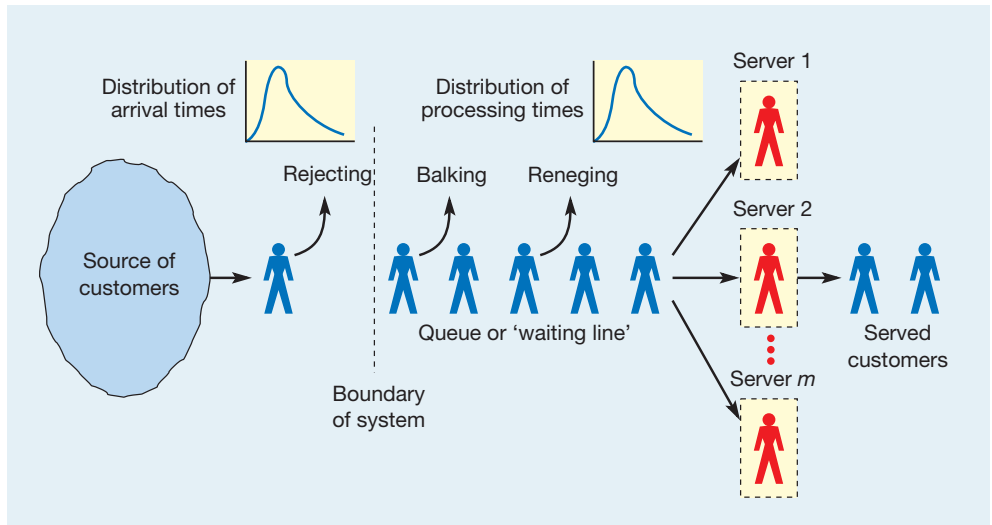 Distribution of
arrival times
Distribution of
processing times
Server 1
Rejecting
Balking
Reneging
Server 2
Source of
customers
Queue or ‘waiting line’
Served
customers
Boundary
of system
Server m